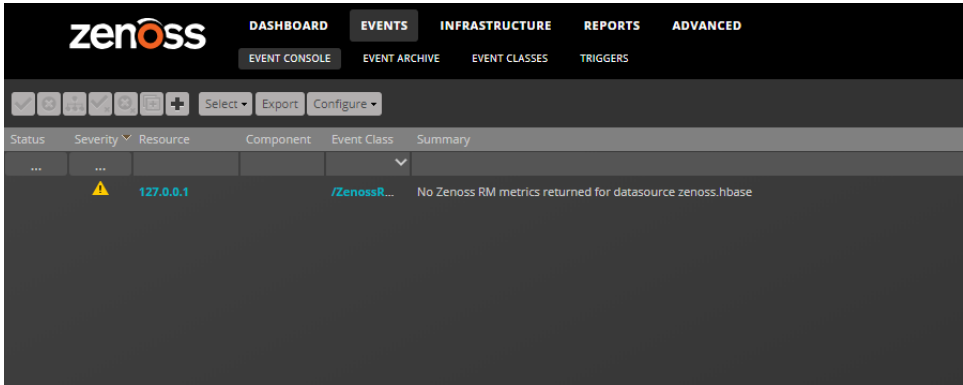 zenoss
DASHBOARD EVENTS INFRASTRUCTURE REPORTS ADVANCED
EVENT CONSOLE EVENT ARCHIVE EVENT CLASSES TRIGGERS
Select Export Configure
Status Severity Resource Component Event Class Summary
... ...
127.0.0.1 /ZenossR... No Zenoss RM metrics returned for datasource zenoss.hbase